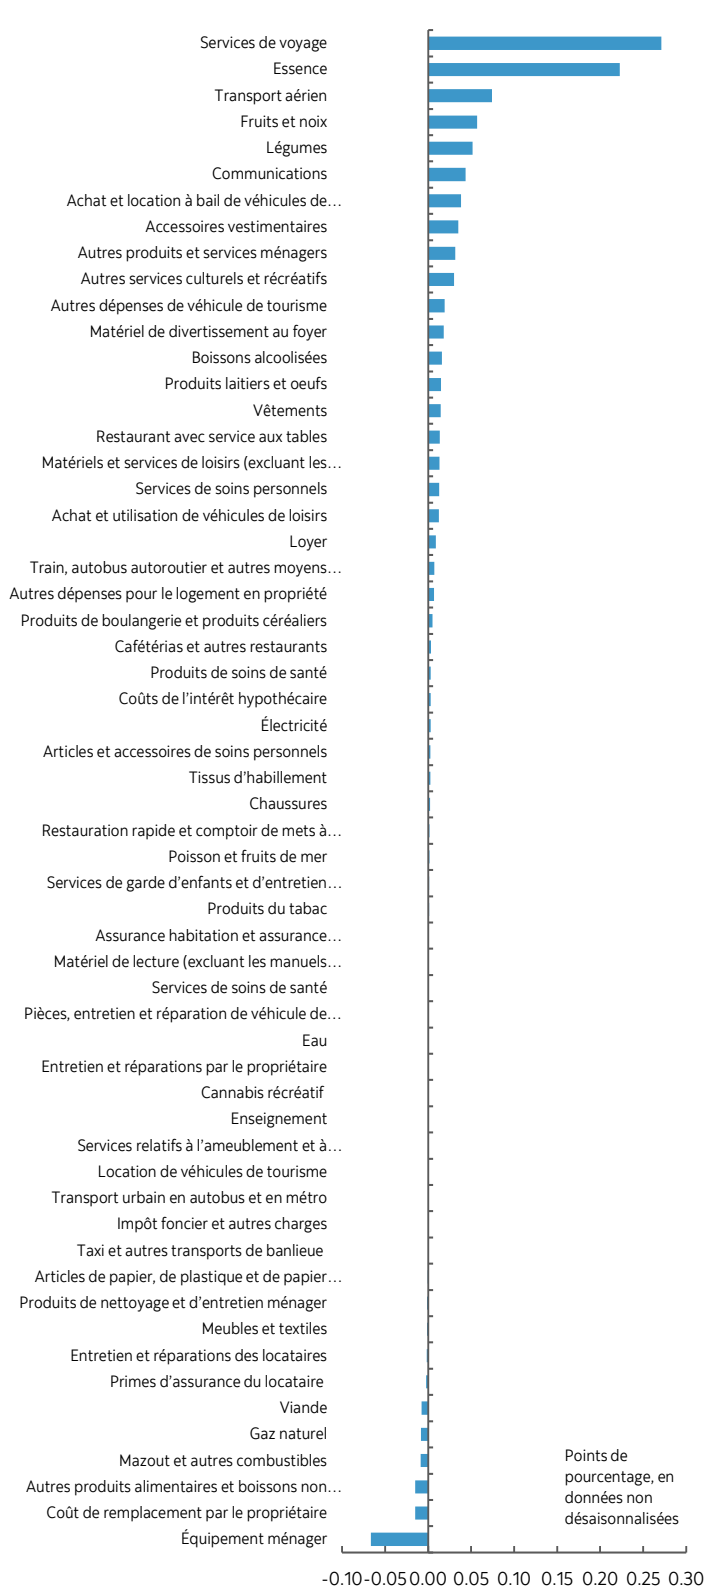 Services de voyage
Essence
Transport aérien
Fruits et noix
Légumes
Communications
Achat et location à bail de véhicules de…
Accessoires vestimentaires
Autres produits et services ménagers
Autres services culturels et récréatifs
Autres dépenses de véhicule de tourisme
Matériel de divertissement au foyer
Boissons alcoolisées
Produits laitiers et oeufs
Vêtements
Restaurant avec service aux tables
Matériels et services de loisirs (excluant les…
Services de soins personnels
Achat et utilisation de véhicules de loisirs
Loyer
Train, autobus autoroutier et autres moyens…
Autres dépenses pour le logement en propriété
Produits de boulangerie et produits céréaliers
Cafétérias et autres restaurants
Produits de soins de santé
Coûts de l'intérêt hypothécaire
Électricité
Articles et accessoires de soins personnels
Tissus d'habillement
Chaussures
Restauration rapide et comptoir de mets à…
Poisson et fruits de mer
Services de garde d'enfants et d'entretien…
Produits du tabac
Assurance habitation et assurance…
Matériel de lecture (excluant les manuels…
Services de soins de santé
Pièces, entretien et réparation de véhicule de…
Eau
Entretien et réparations par le propriétaire
Cannabis récréatif
Enseignement
Services relatifs à l'ameublement et à…
Location de véhicules de tourisme
Transport urbain en autobus et en métro
Impôt foncier et autres charges
Taxi et autres transports de banlieue
Articles de papier, de plastique et de papier…
Produits de nettoyage et d'entretien ménager
Meubles et textiles
Entretien et réparations des locataires
Primes d'assurance du locataire
Viande
Gaz naturel
Mazout et autres combustibles
Autres produits alimentaires et boissons non…
Coût de remplacement par le propriétaire
Équipement ménager
Points de
pourcentage, en
données non
désaisonnalisées
-0.10 -0.05 0.00 0.05 0.10 0.15 0.20 0.25 0.30